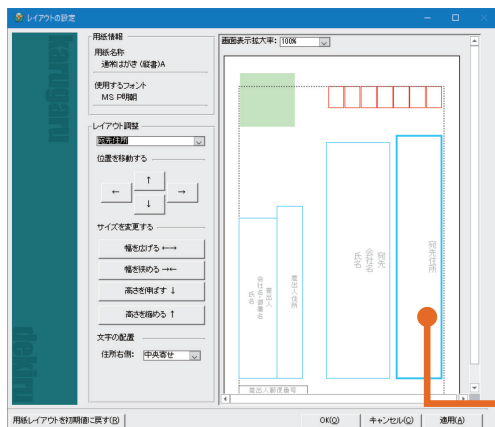 レイアウトの設定
karugaru
dekiru
用紙情報
用紙名称
通常はがき (縦書)A
使用するフォント
MS P明朝
レイアウト調整
宛先住所
位置を移動する
↑
← →
↓
サイズを変更する
幅を広げる ←→
幅を狭める →←
高さを伸ばす ↓
高さを縮める ↑
文字の配置
住所右側: 中央寄せ
画面表示拡大率: 100%
宛先住所
宛先
会社名
氏名
差出人住所
差出人
会社名・部署名
氏名
差出人郵便番号
用紙レイアウトを初期値に戻す(R)
OK(O)
キャンセル(C)
適用(A)